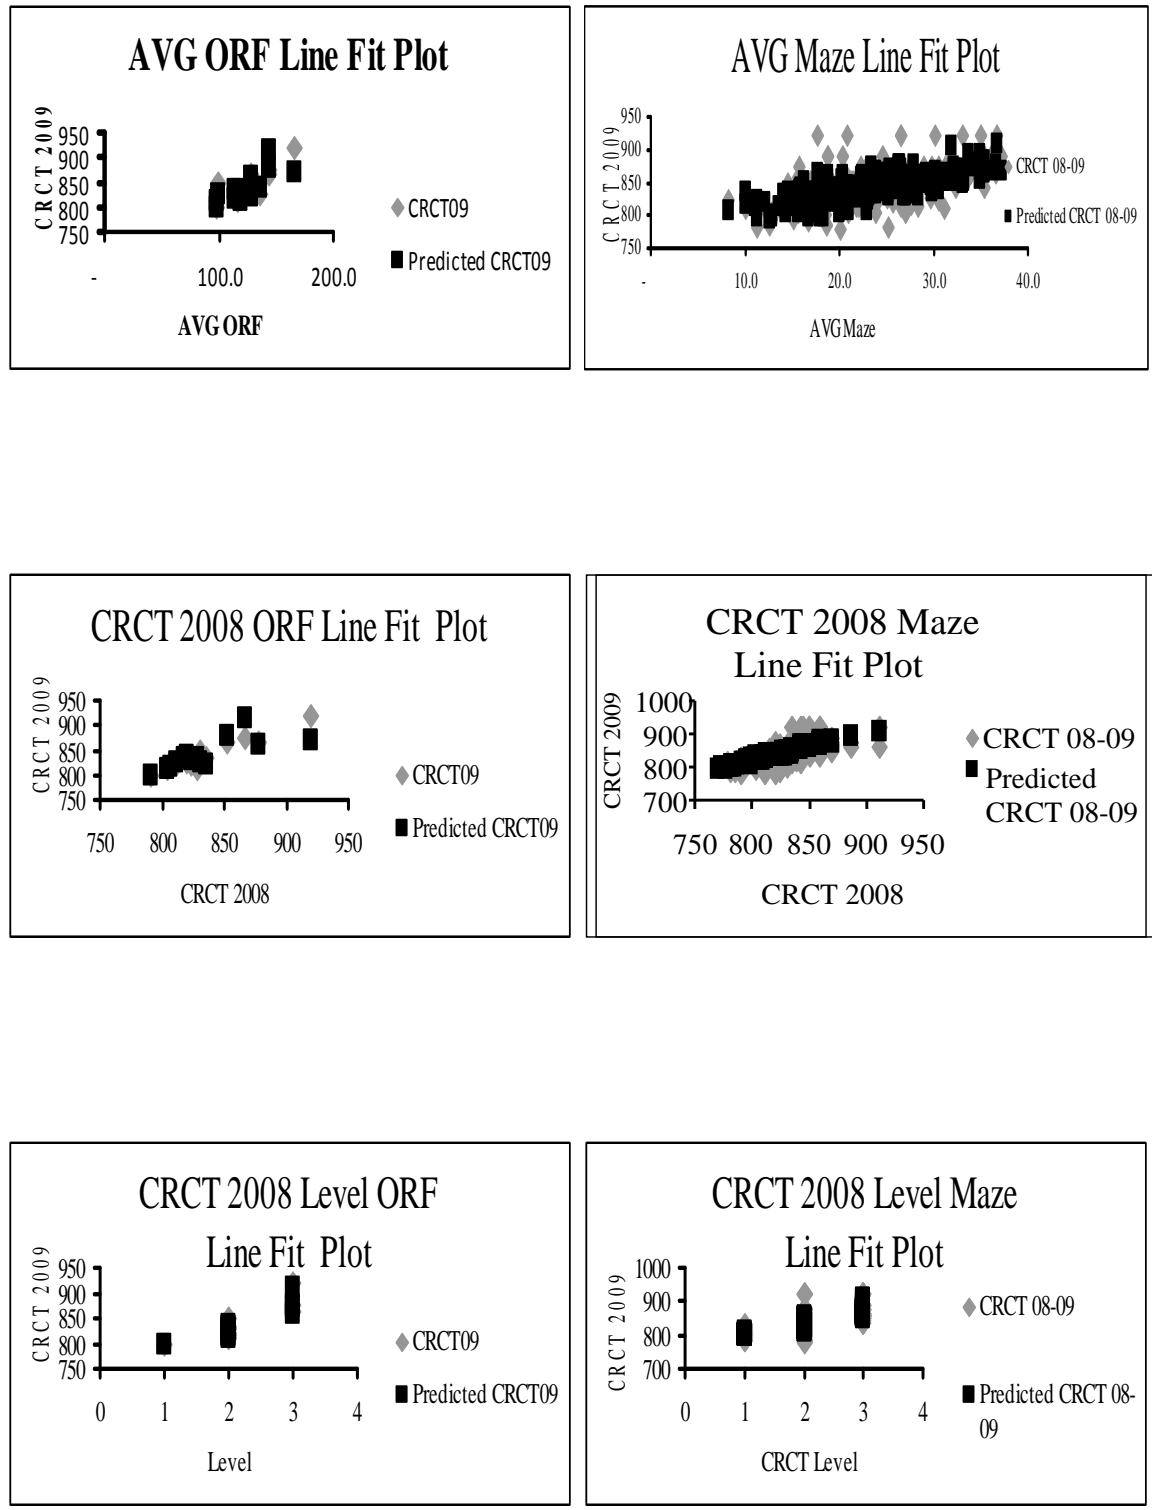 AVG ORF Line Fit Plot
CRCT 2009
950
900
850
800
750
-
100.0
200.0
AVG ORF
CRCT09
Predicted CRCT09
AVG Maze Line Fit Plot
CRCT 2009
950
900
850
800
750
-
10.0
20.0
30.0
40.0
AVG Maze
CRCT 08-09
Predicted CRCT 08-09
CRCT 2008 ORF Line Fit Plot
CRCT 2009
950
900
850
800
750
750
800
850
900
950
CRCT 2008
CRCT09
Predicted CRCT09
CRCT 2008 Maze
Line Fit Plot
CRCT 2009
1000
900
800
700
750 800 850 900 950
CRCT 2008
CRCT 08-09
Predicted
CRCT 08-09
CRCT 2008 Level ORF
Line Fit Plot
CRCT 2009
950
900
850
800
750
0
1
2
3
4
Level
CRCT09
Predicted CRCT09
CRCT 2008 Level Maze
Line Fit Plot
CRCT 2009
1000
900
800
700
0
1
2
3
4
CRCT Level
CRCT 08-09
Predicted CRCT 08-
09